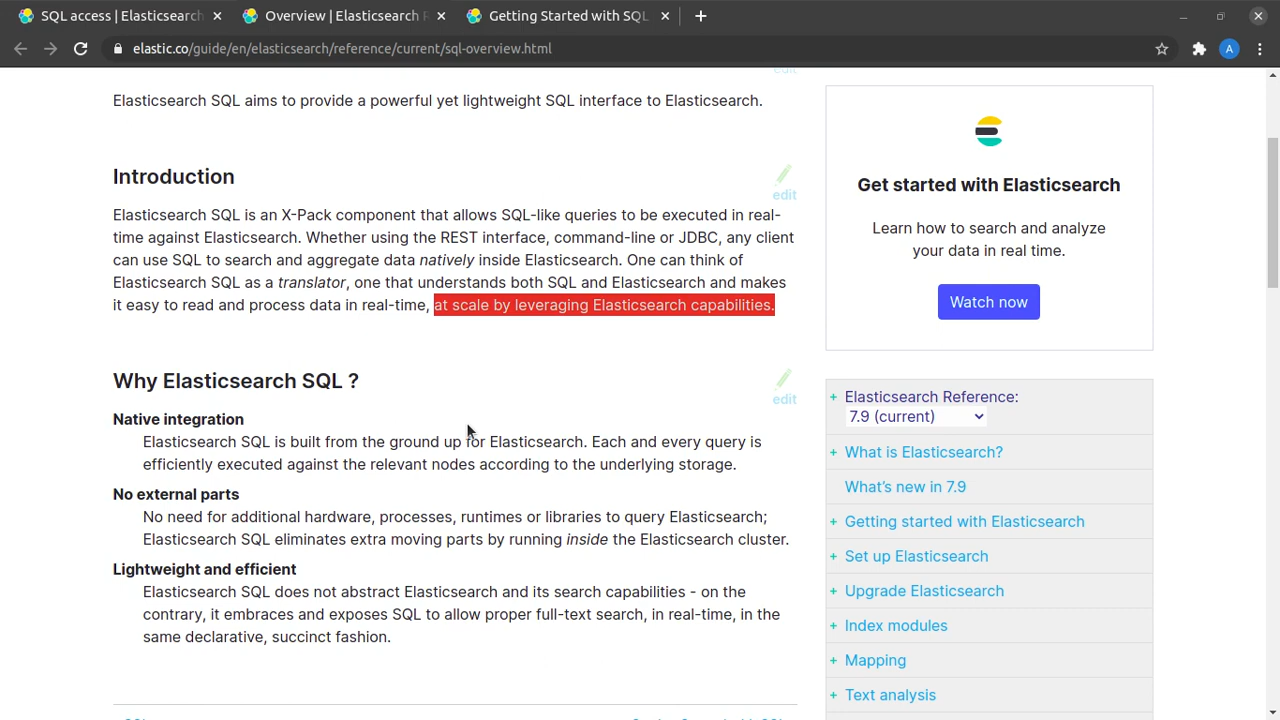 SQL access | Elasticsearch
Overview | Elasticsearch R
Getting Started with SQL
elastic.co/guide/en/elasticsearch/reference/current/sql-overview.html
A
edit
Elasticsearch SQL aims to provide a powerful yet lightweight SQL interface to Elasticsearch.
Introduction
edit
Elasticsearch SQL is an X-Pack component that allows SQL-like queries to be executed in real-
time against Elasticsearch. Whether using the REST interface, command-line or JDBC, any client
can use SQL to search and aggregate data natively inside Elasticsearch. One can think of
Elasticsearch SQL as a translator, one that understands both SQL and Elasticsearch and makes
it easy to read and process data in real-time, at scale by leveraging Elasticsearch capabilities.
Why Elasticsearch SQL ?
edit
Native integration
Elasticsearch SQL is built from the ground up for Elasticsearch. Each and every query is
efficiently executed against the relevant nodes according to the underlying storage.
No external parts
No need for additional hardware, processes, runtimes or libraries to query Elasticsearch;
Elasticsearch SQL eliminates extra moving parts by running inside the Elasticsearch cluster.
Lightweight and efficient
Elasticsearch SQL does not abstract Elasticsearch and its search capabilities - on the
contrary, it embraces and exposes SQL to allow proper full-text search, in real-time, in the
same declarative, succinct fashion.
Get started with Elasticsearch
Learn how to search and analyze
your data in real time.
Watch now
+ Elasticsearch Reference:
7.9 (current)
+ What is Elasticsearch?
What's new in 7.9
+ Getting started with Elasticsearch
+ Set up Elasticsearch
+ Upgrade Elasticsearch
+ Index modules
+ Mapping
+ Text analysis